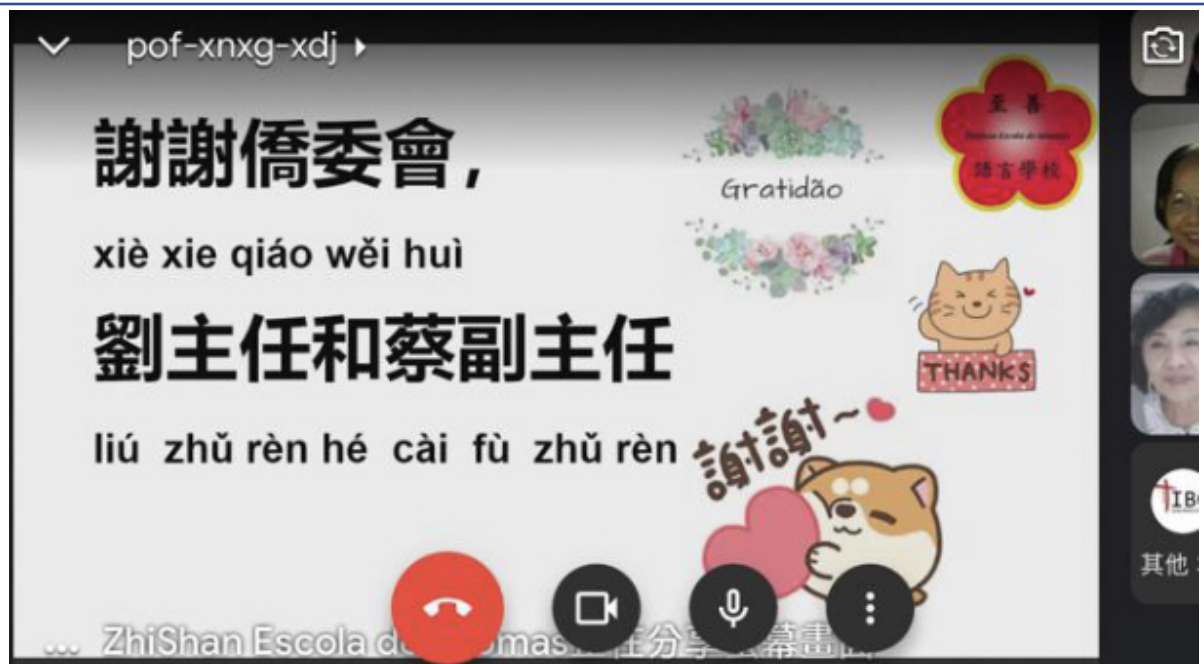 pof-xnxg-xdj
謝謝僑委會,
xiè xie qiáo wěi huì
劉主任和蔡副主任
liú zhǔ rèn hé cài fù zhǔ rèn
Gratidão
至善
語言學校
THANKS
謝謝~
其他
... ZhiShan Escola